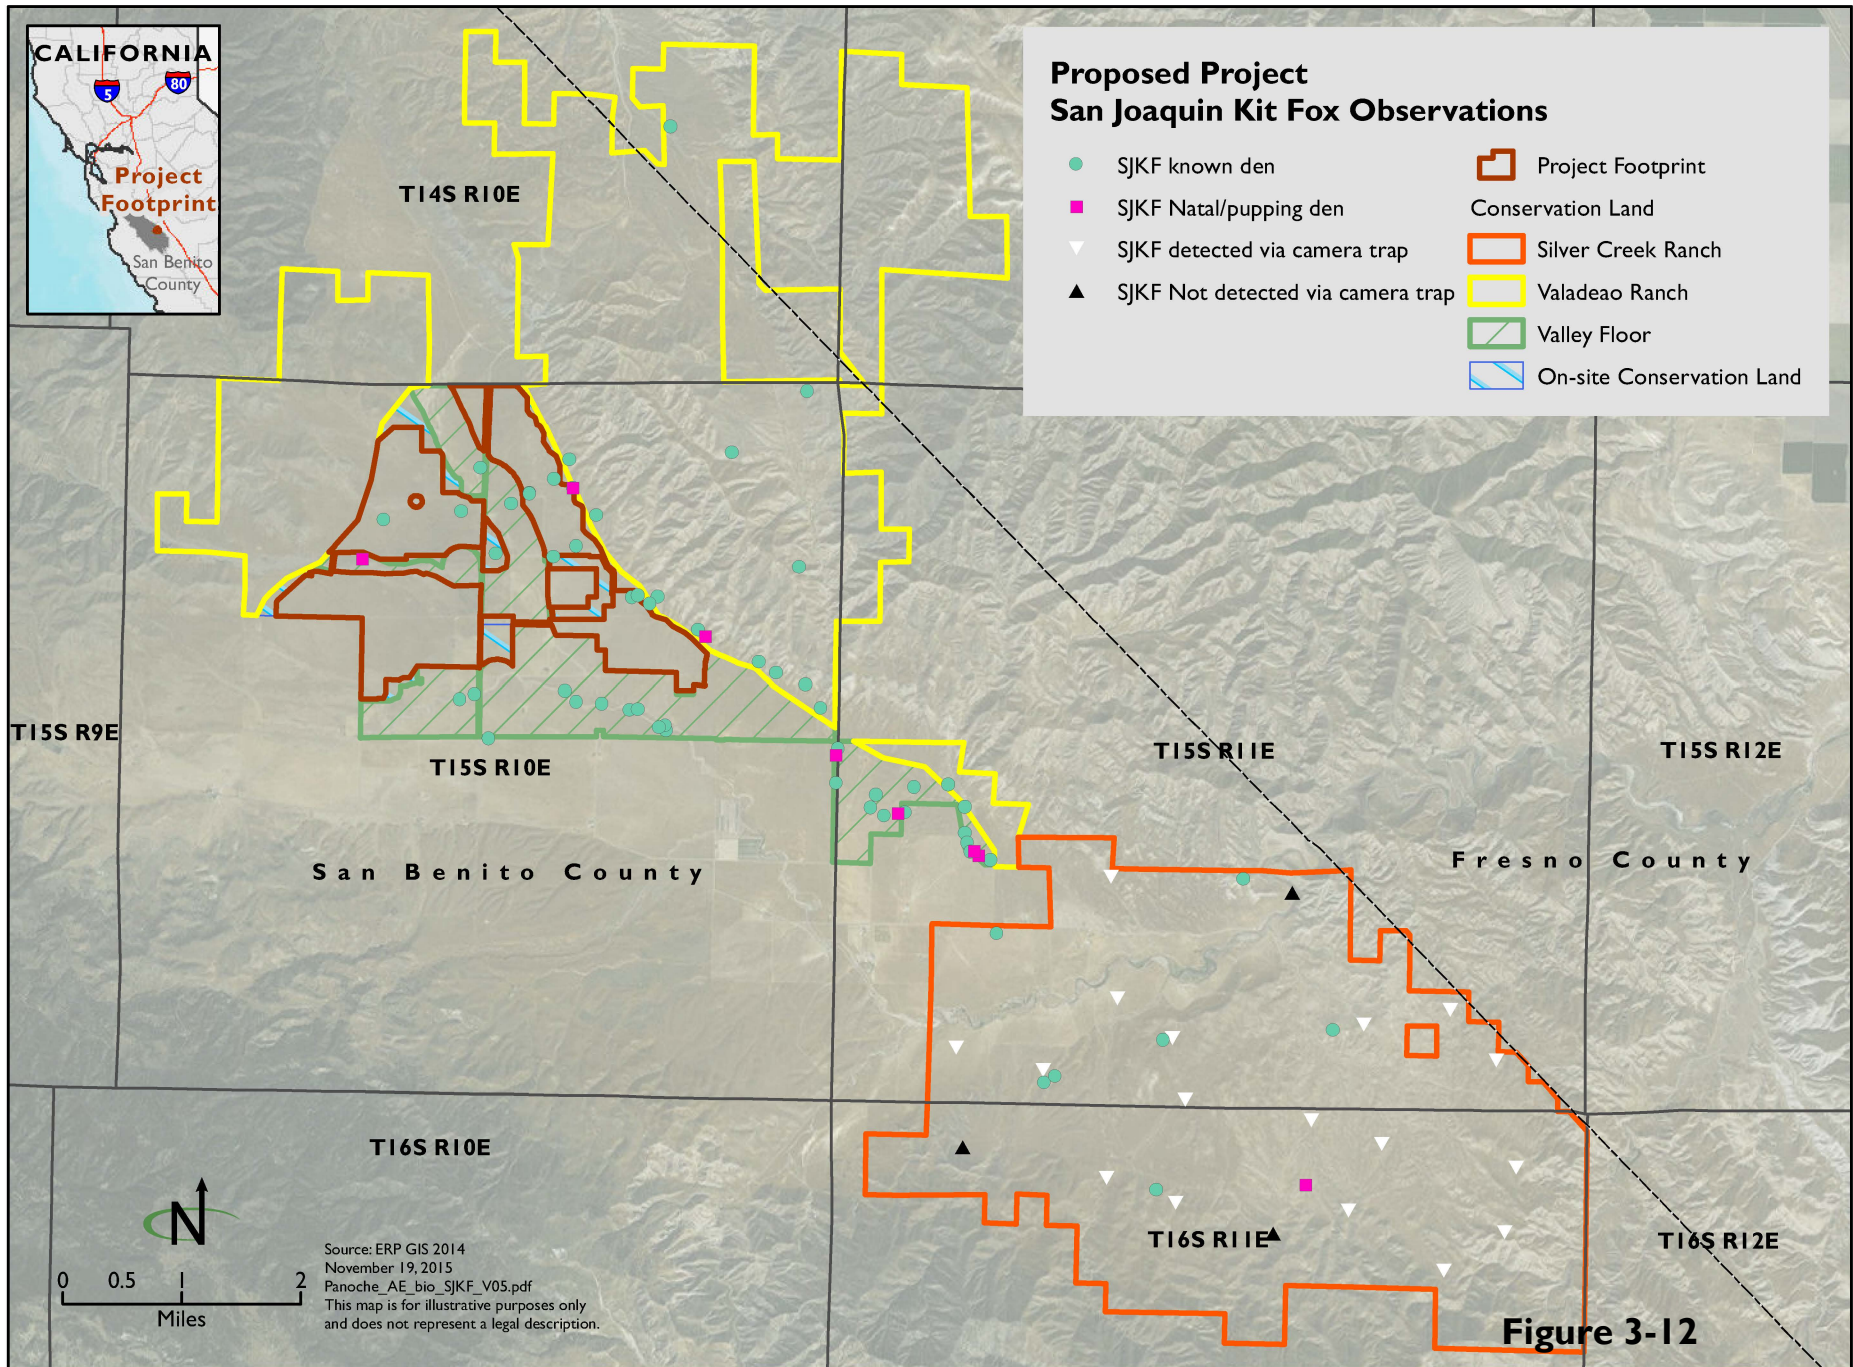 CALIFORNIA
5
80
Project
Footprint
San Benito
County
Proposed Project
San Joaquin Kit Fox Observations
SJKF known den
SJKF Natal/pupping den
SJKF detected via camera trap
SJKF Not detected via camera trap
Project Footprint
Conservation Land
Silver Creek Ranch
Valadeao Ranch
Valley Floor
On-site Conservation Land
T14S R10E
T15S R9E
T15S R10E
T15S R11E
T15S R12E
San Benito County
Fresno County
T16S R10E
T16S R11E
T16S R12E
N
0 0.5 1 2
Miles
Source: ERP GIS 2014
November 19, 2015
Panoche_AE_bio_SJKF_V05.pdf
This map is for illustrative purposes only
and does not represent a legal description.
Figure 3-12